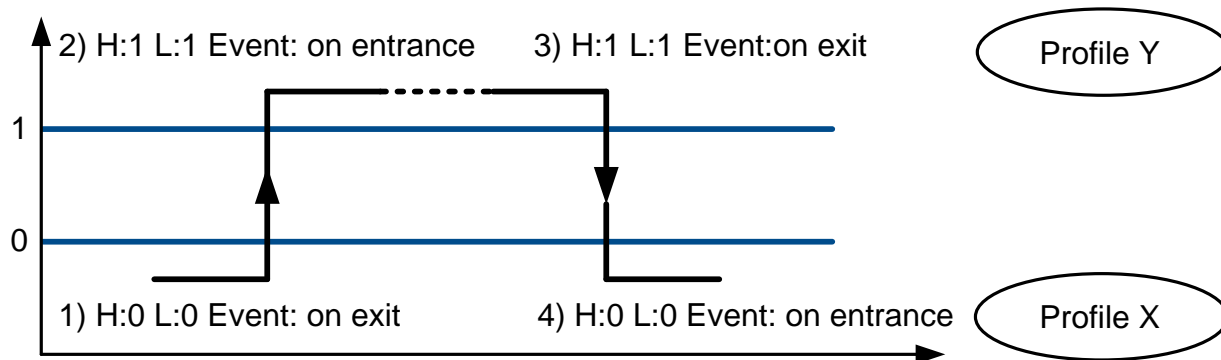 2) H:1 L:1 Event: on entrance
3) H:1 L:1 Event:on exit
Profile Y
1
0
1) H:0 L:0 Event: on exit
4) H:0 L:0 Event: on entrance
Profile X